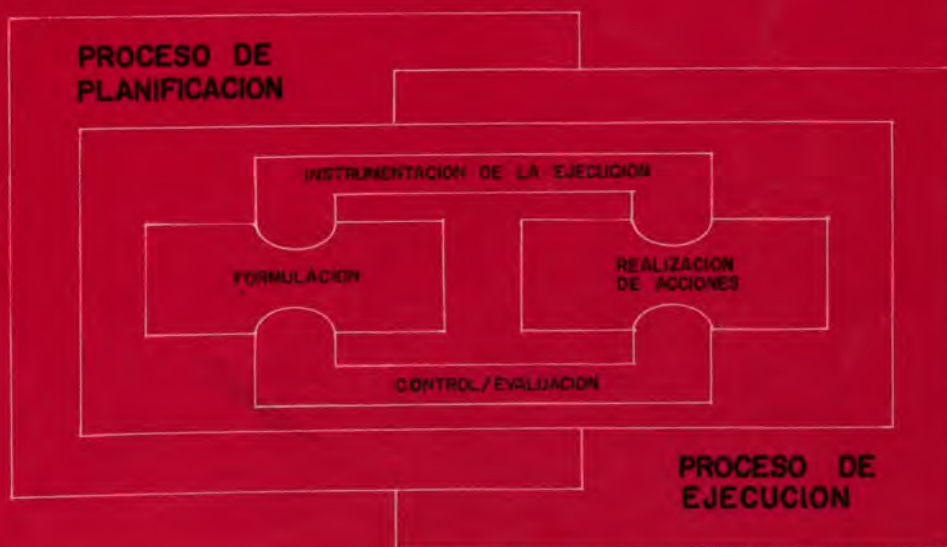 PROCESO DE
PLANIFICACION
INSTRUMENTACION DE LA EJECUCION
FORMULACION
REALIZACION
DE ACCIONES
CONTROL/EVALUACION
PROCESO DE
EJECUCION